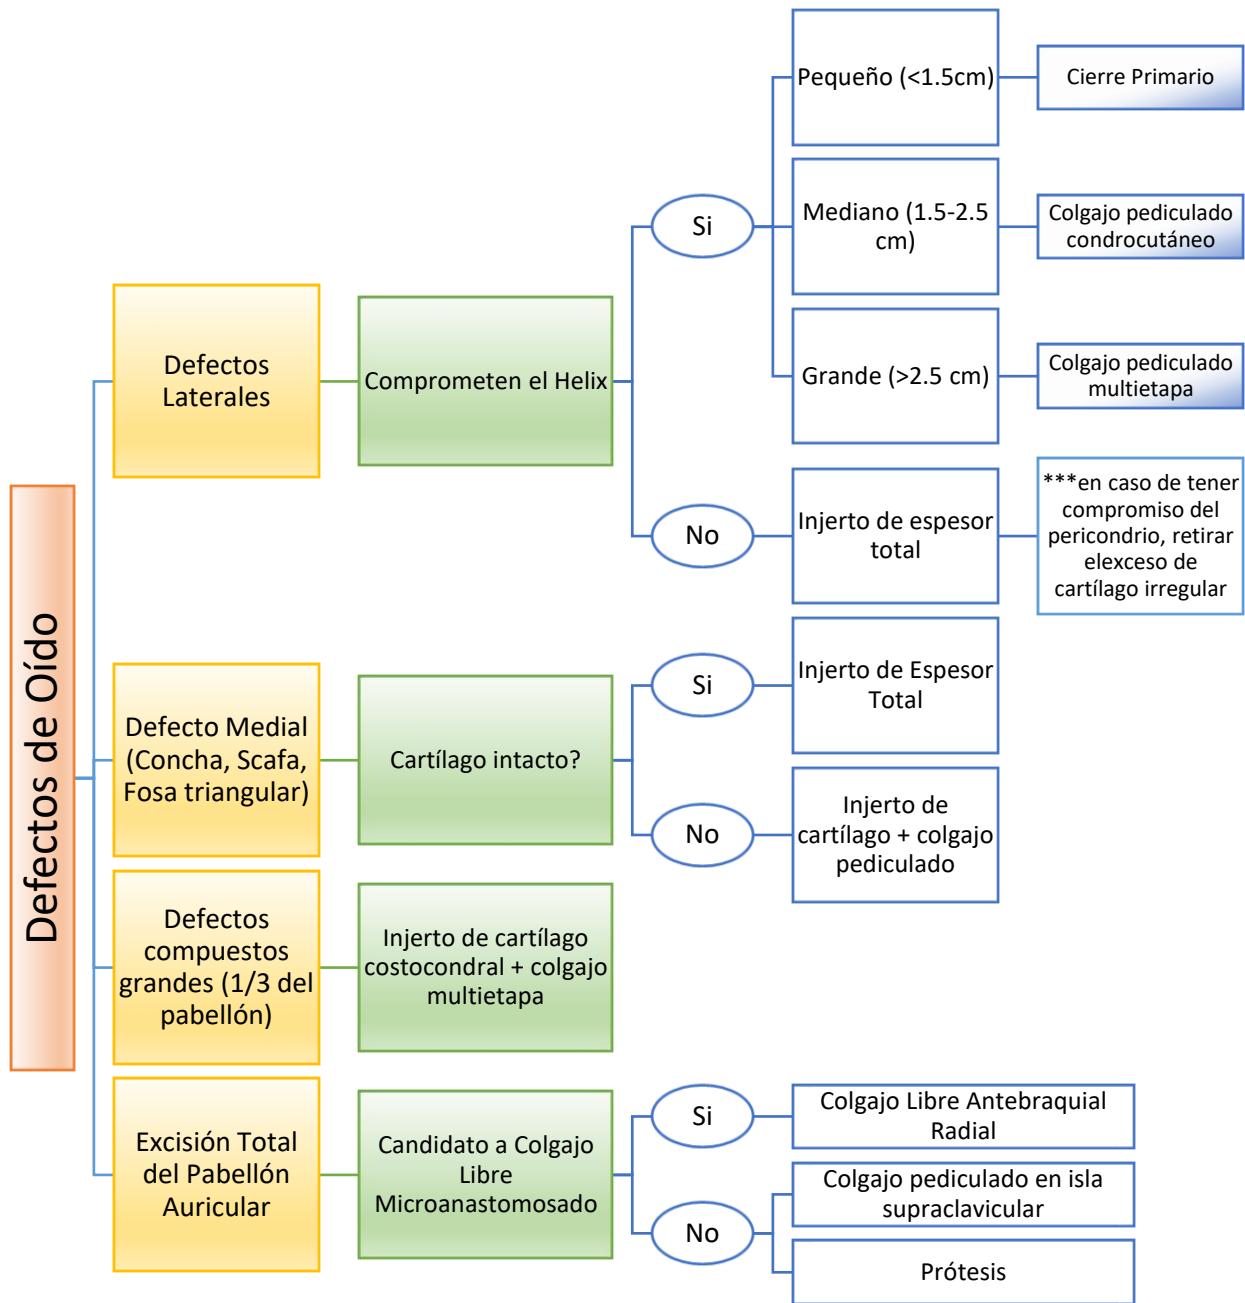 Defectos de Oído
Defectos
Laterales
Comprometen el Helix
Si
Pequeño (<1.5cm)
Cierre Primario
Mediano (1.5-2.5
cm)
Colgajo pediculado
condrocutáneo
Grande (>2.5 cm)
Colgajo pediculado
multietapa
No
Injerto de espesor
total
***en caso de tener
compromiso del
pericondrio, retirar
elexceso de
cartílago irregular
Defecto Medial
(Concha, Scafa,
Fosa triangular)
Cartílago intacto?
Si
Injerto de Espesor
Total
No
Injerto de
cartílago + colgajo
pediculado
Defectos
compuestos
grandes (1/3 del
pabellón)
Injerto de cartílago
costocondral + colgajo
multietapa
Excisión Total
del Pabellón
Auricular
Candidato a Colgajo
Libre
Microanastomosado
Si
Colgajo Libre Antebraquial
Radial
No
Colgajo pediculado en isla
supraclavicular
Prótesis